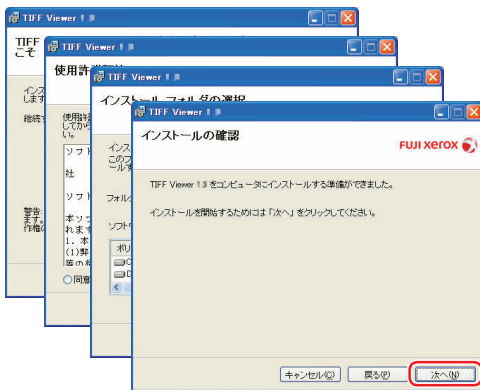 TIFF Viewer
TIFF
こそ
インス
します
継続
警告
ます。
作権
TIFF Viewer
使用許
使用許
してから
い。
ソフト
社
ソフト
本ソフ
れます
1. 本
(1)弊
等の
同意
TIFF Viewer
インストール フォルダの選択
インス
このフ
ールす
フォル
ソフト
ボリ
C
D
TIFF Viewer
インストールの確認
FUJI XEROX
TIFF Viewer をコンピュータにインストールする準備ができました。
インストールを開始するためには「次へ」をクリックしてください。
キャンセル(C)
戻る(P)
次へ(N)